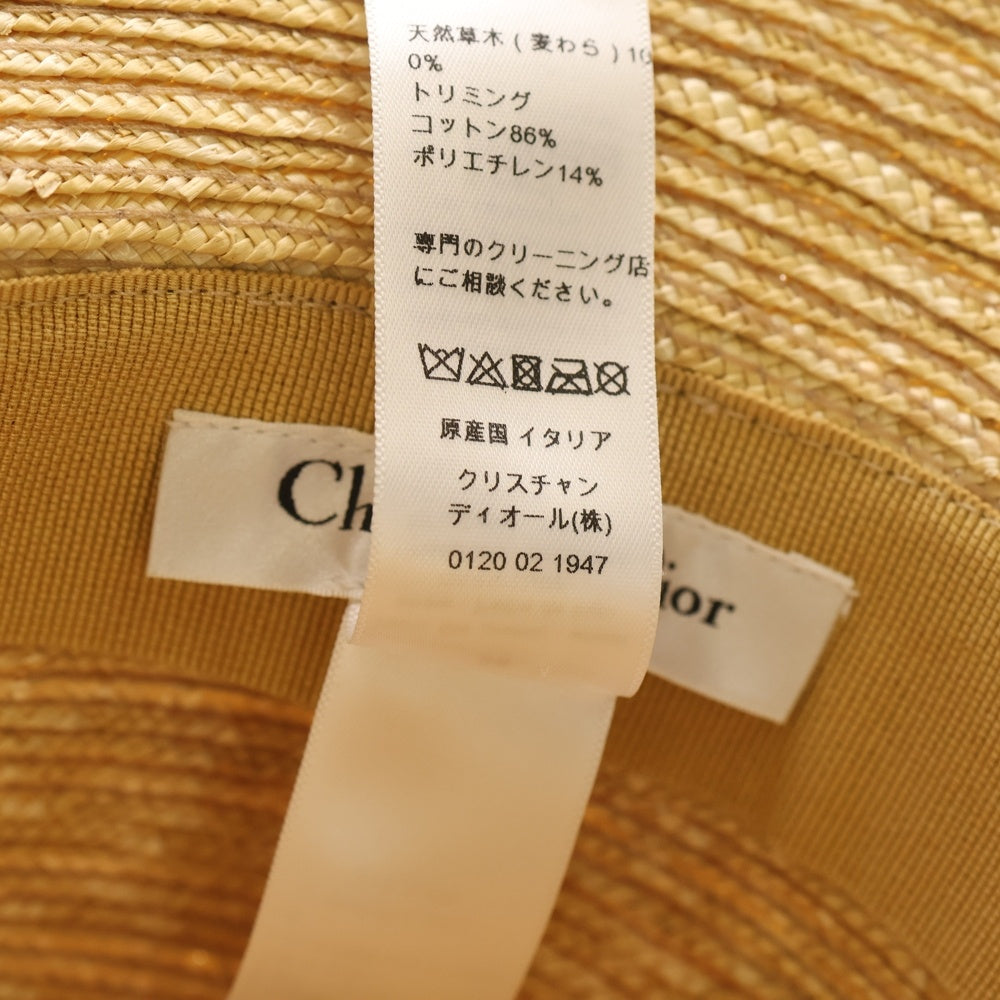 天然草木(麦わら)10
0%
トリミング
コットン86%
ポリエチレン14%
専門のクリーニング店
にご相談ください。
原産国 イタリア
クリスチャン
ディオール(株)
0120 02 1947
Ch
ior